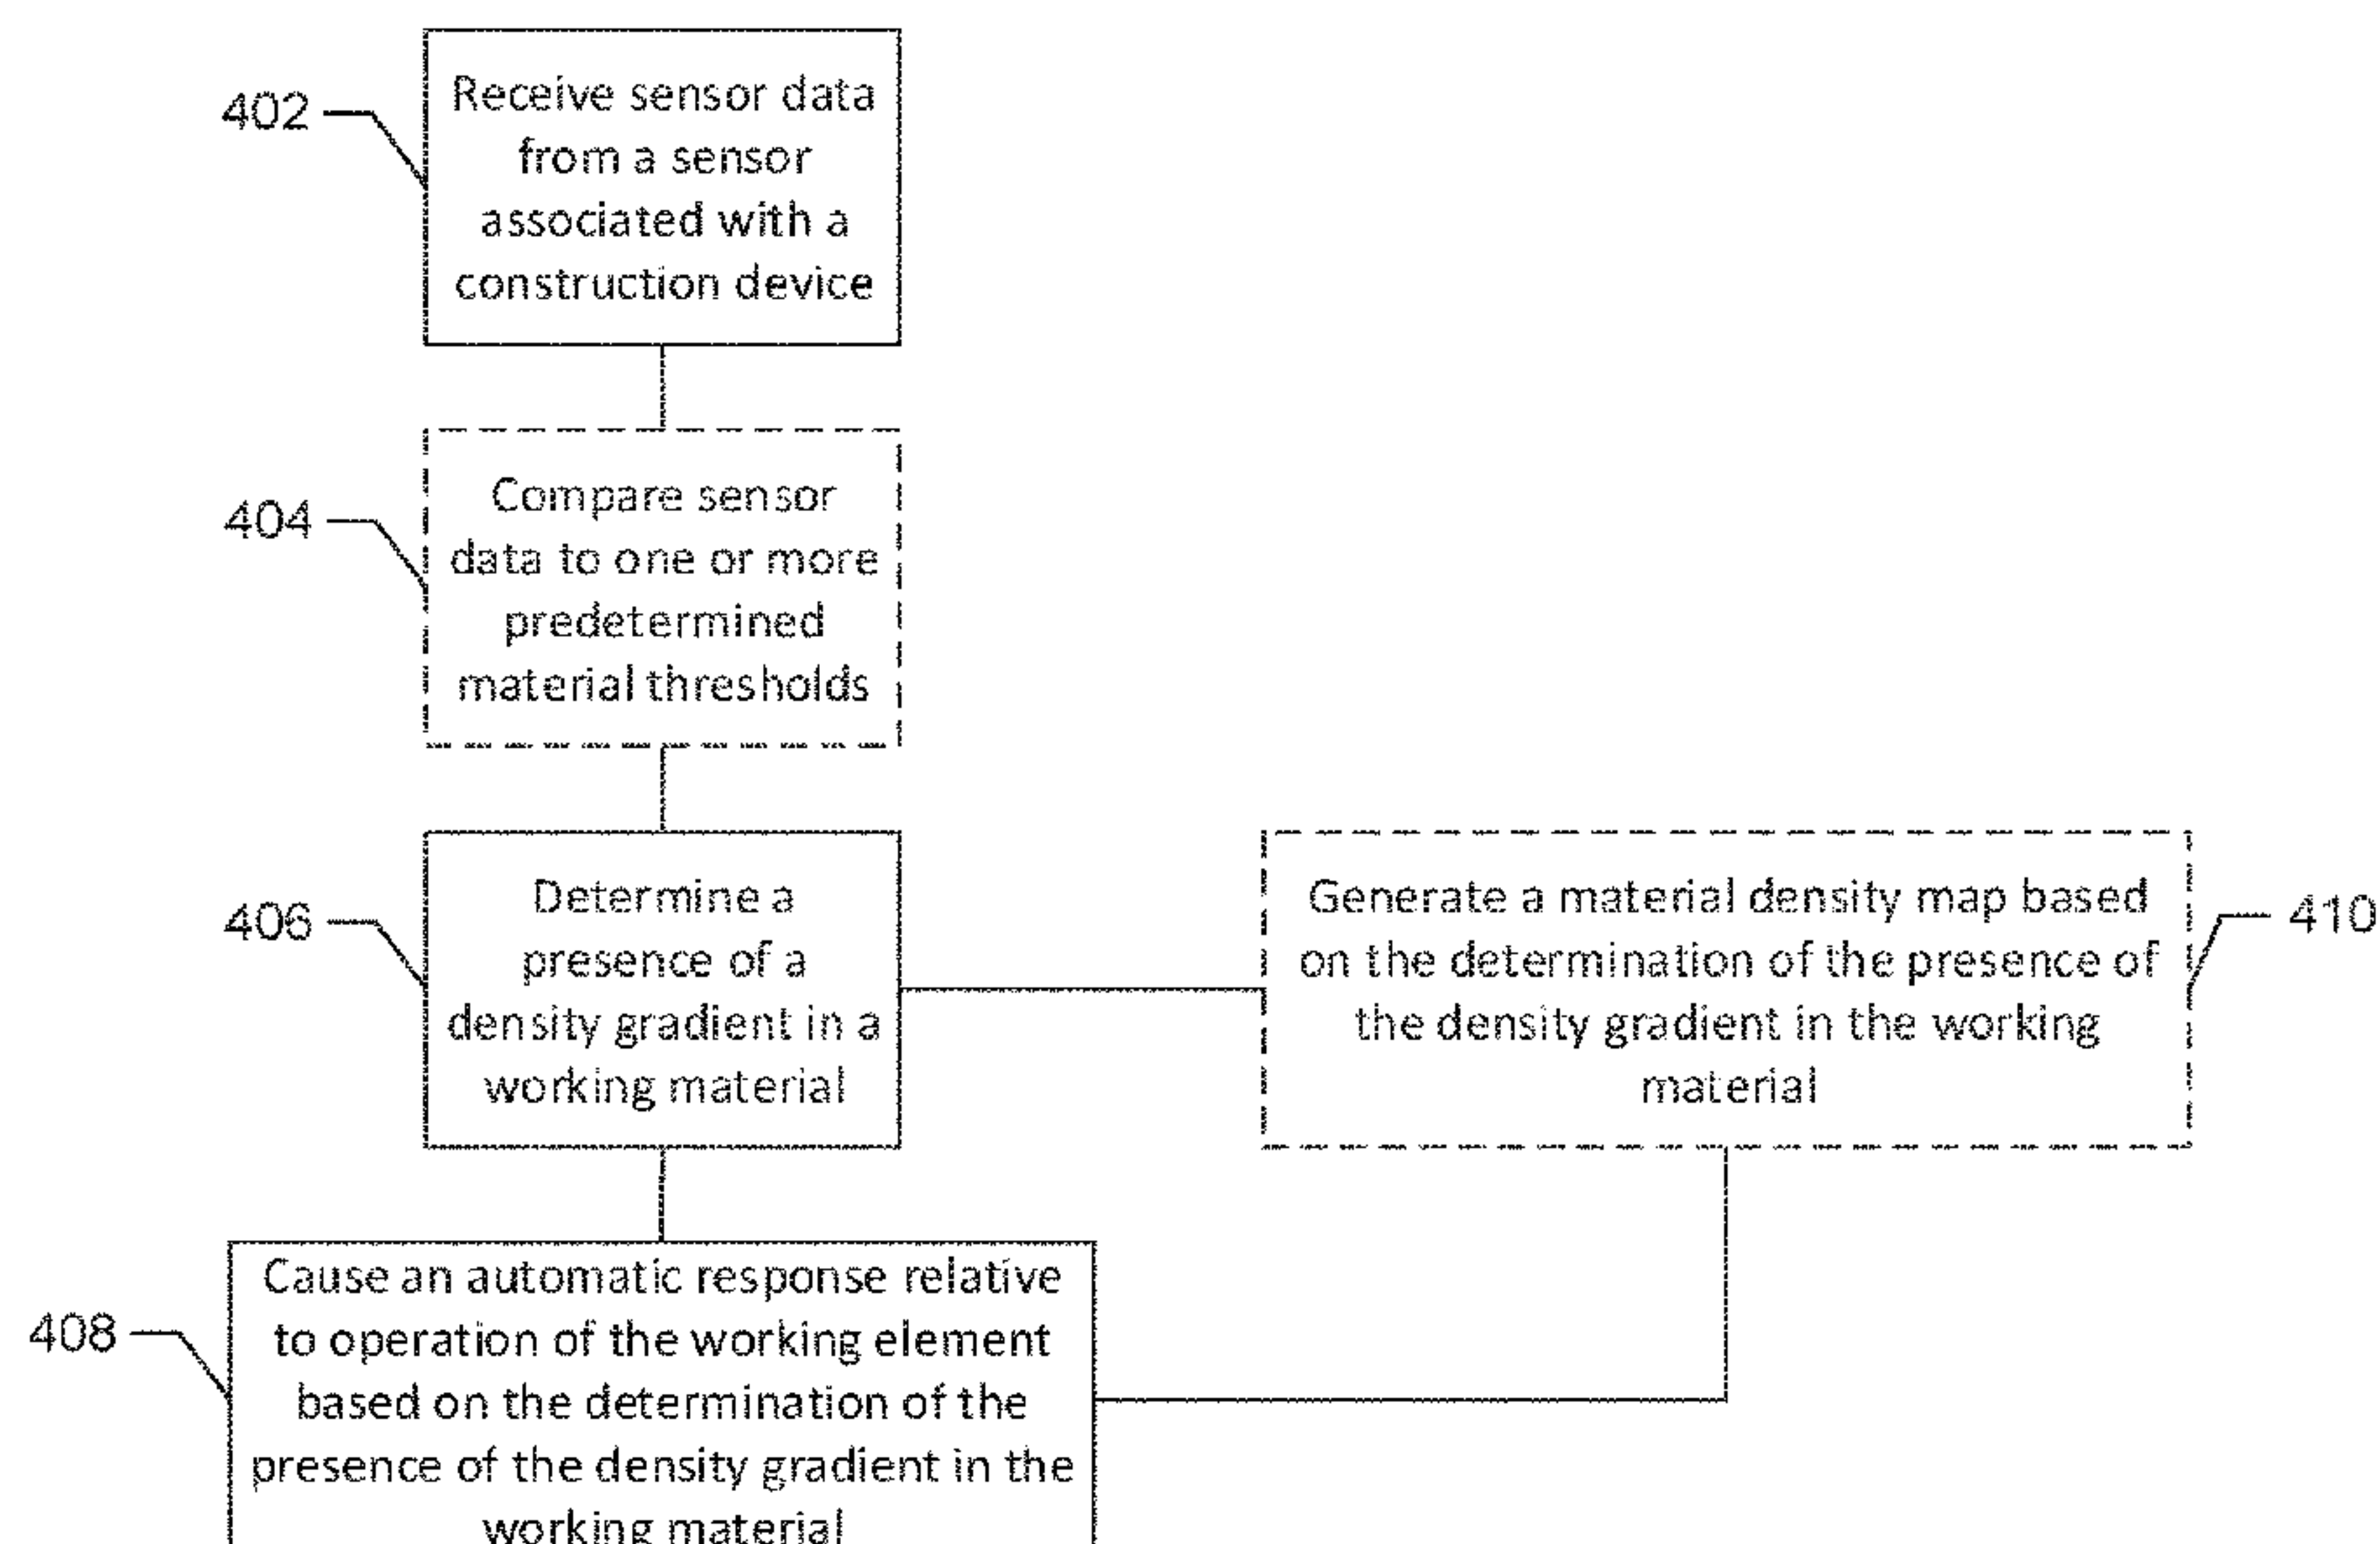 402
Receive sensor data
from a sensor
associated with a
construction device
404
Compare sensor
data to one or more
predetermined
material thresholds
406
Determine a
presence of a
density gradient in a
working material
Generate a material density map based
on the determination of the presence of
the density gradient in the working
material
410
408
Cause an automatic response relative
to operation of the working element
based on the determination of the
presence of the density gradient in the
working material